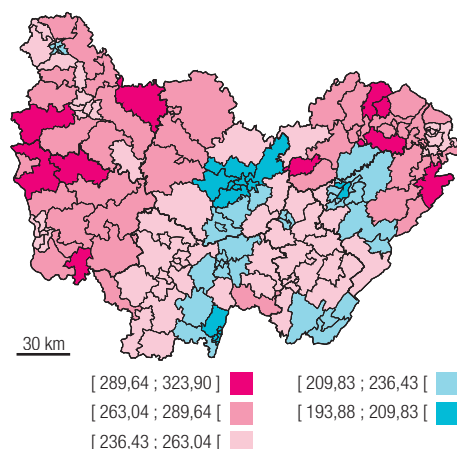 30 km
[ 289,64 ; 323,90 ]
[ 263,04 ; 289,64 [
[ 236,43 ; 263,04 [
[ 209,83 ; 236,43 [
[ 193,88 ; 209,83 [